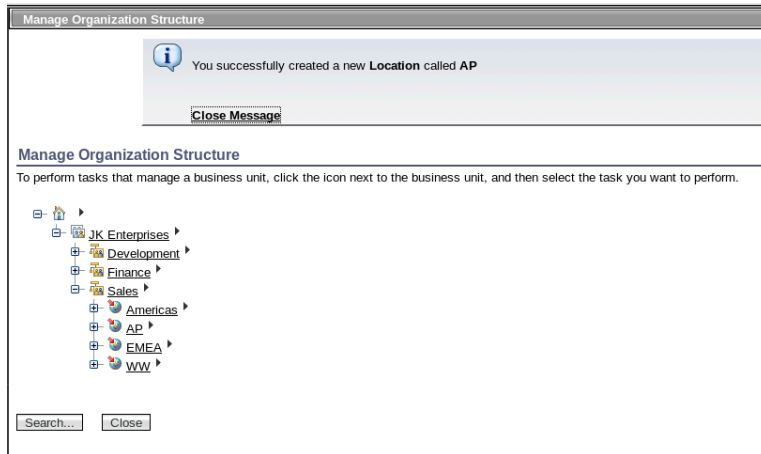 Manage Organization Structure
You successfully created a new Location called AP
Close Message
Manage Organization Structure
To perform tasks that manage a business unit, click the icon next to the business unit, and then select the task you want to perform.
JK Enterprises
Development
Finance
Sales
Americas
AP
EMEA
WW
Search... Close